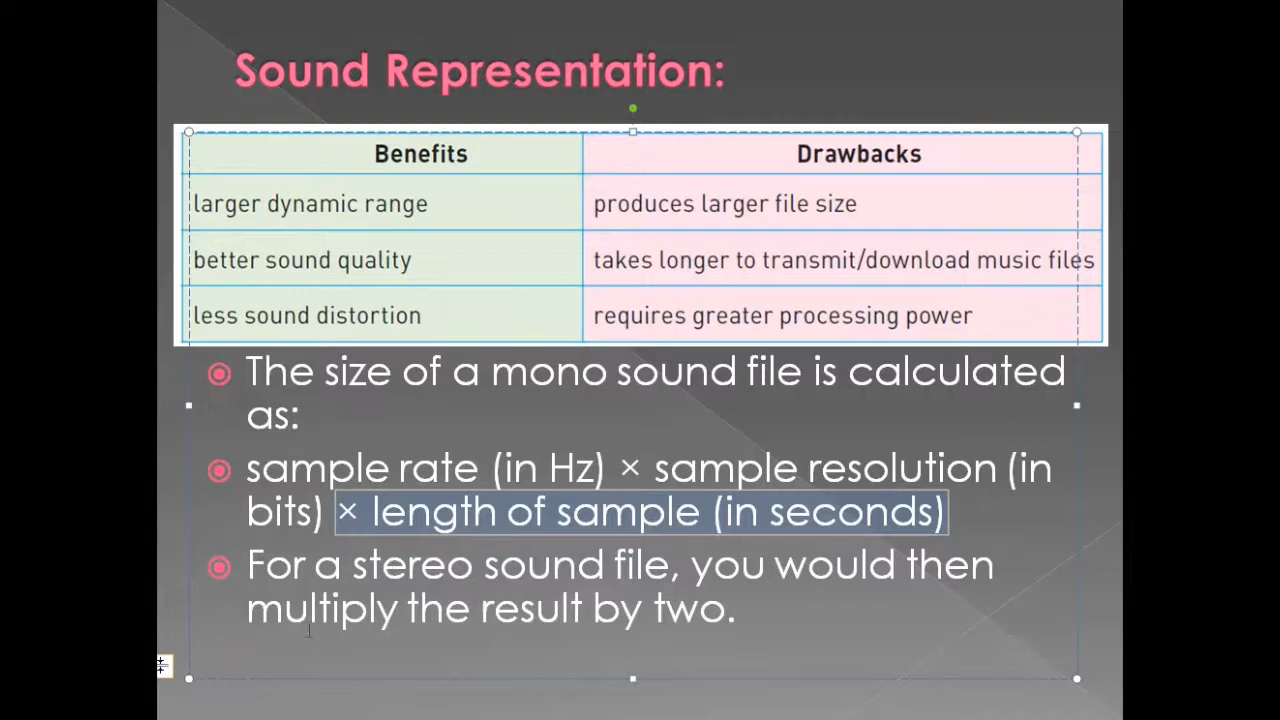 Sound Representation:
Benefits Drawbacks
larger dynamic range produces larger file size
better sound quality takes longer to transmit/download music files
less sound distortion requires greater processing power
The size of a mono sound file is calculated
as:
sample rate (in Hz) × sample resolution (in
bits) × length of sample (in seconds)
For a stereo sound file, you would then
multiply the result by two.